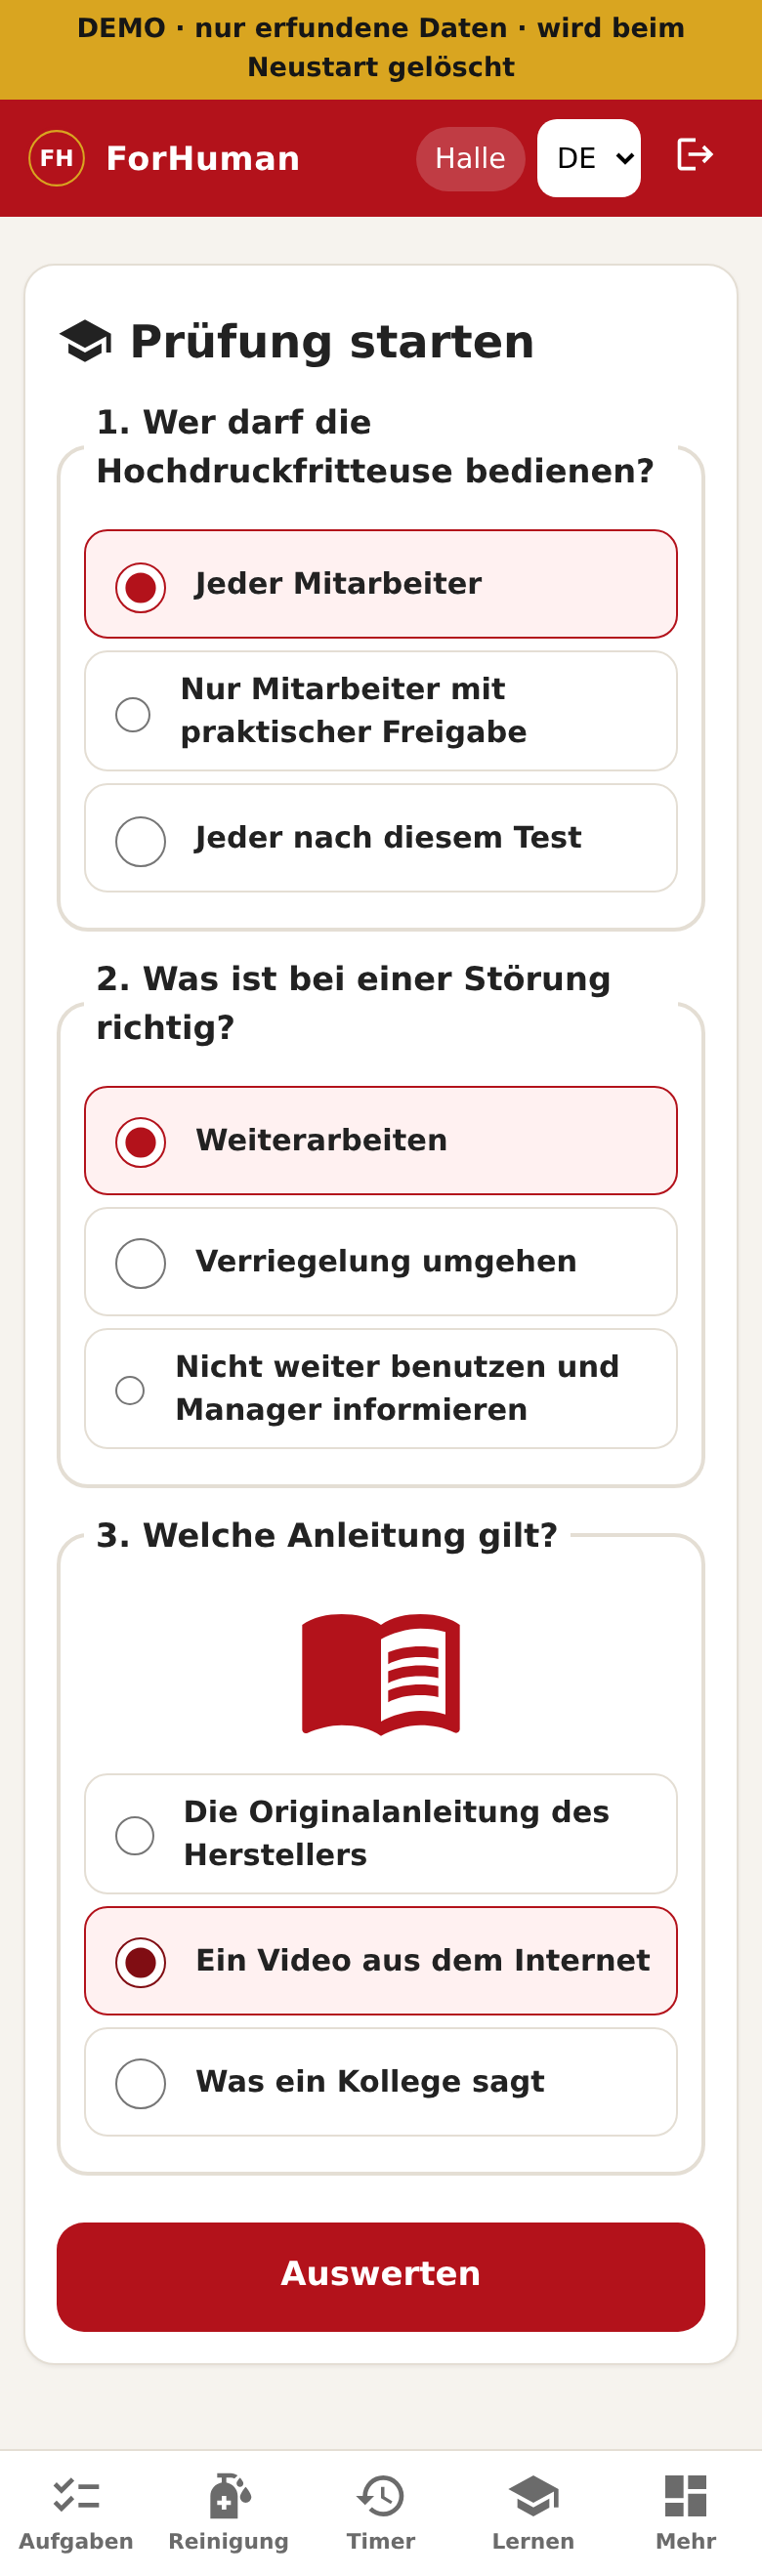 DEMO · nur erfundene Daten · wird beim
Neustart gelöscht
FH ForHuman Halle DE
Prüfung starten
1. Wer darf die
Hochdruckfritteuse bedienen?
Jeder Mitarbeiter
Nur Mitarbeiter mit
praktischer Freigabe
Jeder nach diesem Test
2. Was ist bei einer Störung
richtig?
Weiterarbeiten
Verriegelung umgehen
Nicht weiter benutzen und
Manager informieren
3. Welche Anleitung gilt?
Die Originalanleitung des
Herstellers
Ein Video aus dem Internet
Was ein Kollege sagt
Auswerten
Aufgaben Reinigung Timer Lernen Mehr